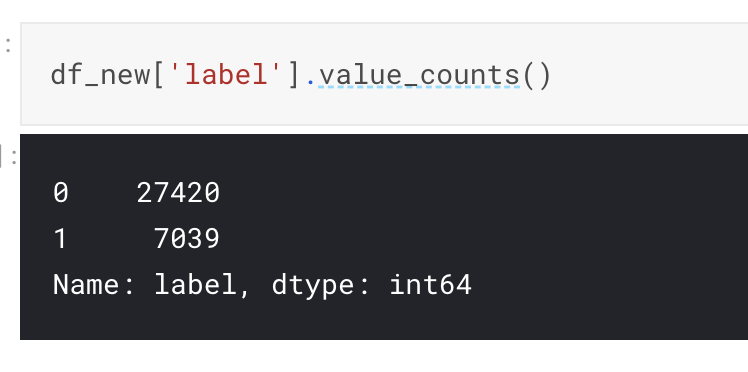 :
df_new['label'].value_counts()
]:
0    27420
1     7039
Name: label, dtype: int64